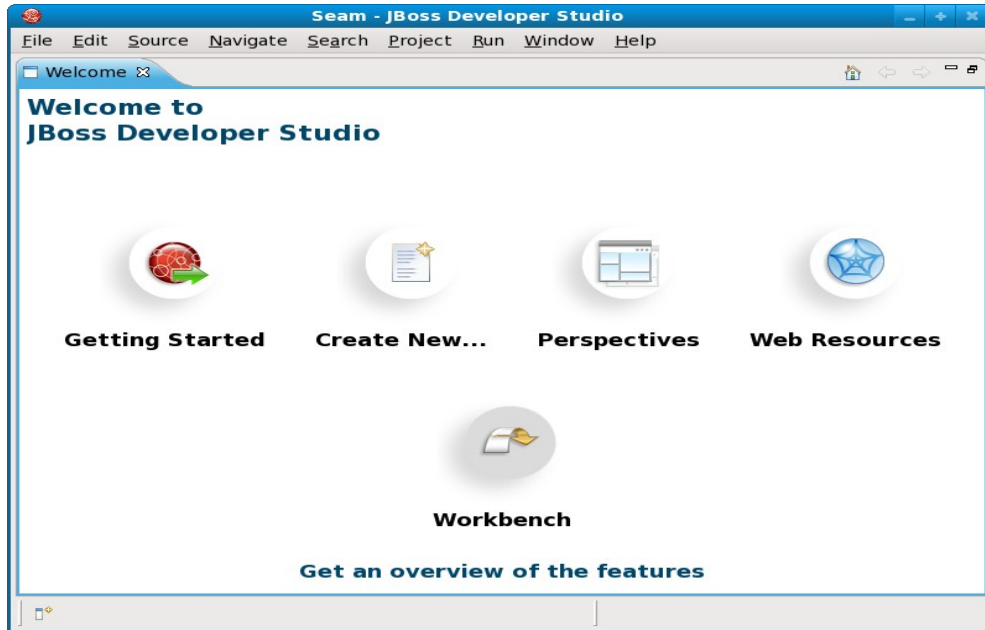 Seam - JBoss Developer Studio
File Edit Source Navigate Search Project Run Window Help
Welcome
Welcome to
JBoss Developer Studio
Getting Started Create New... Perspectives Web Resources
Workbench
Get an overview of the features